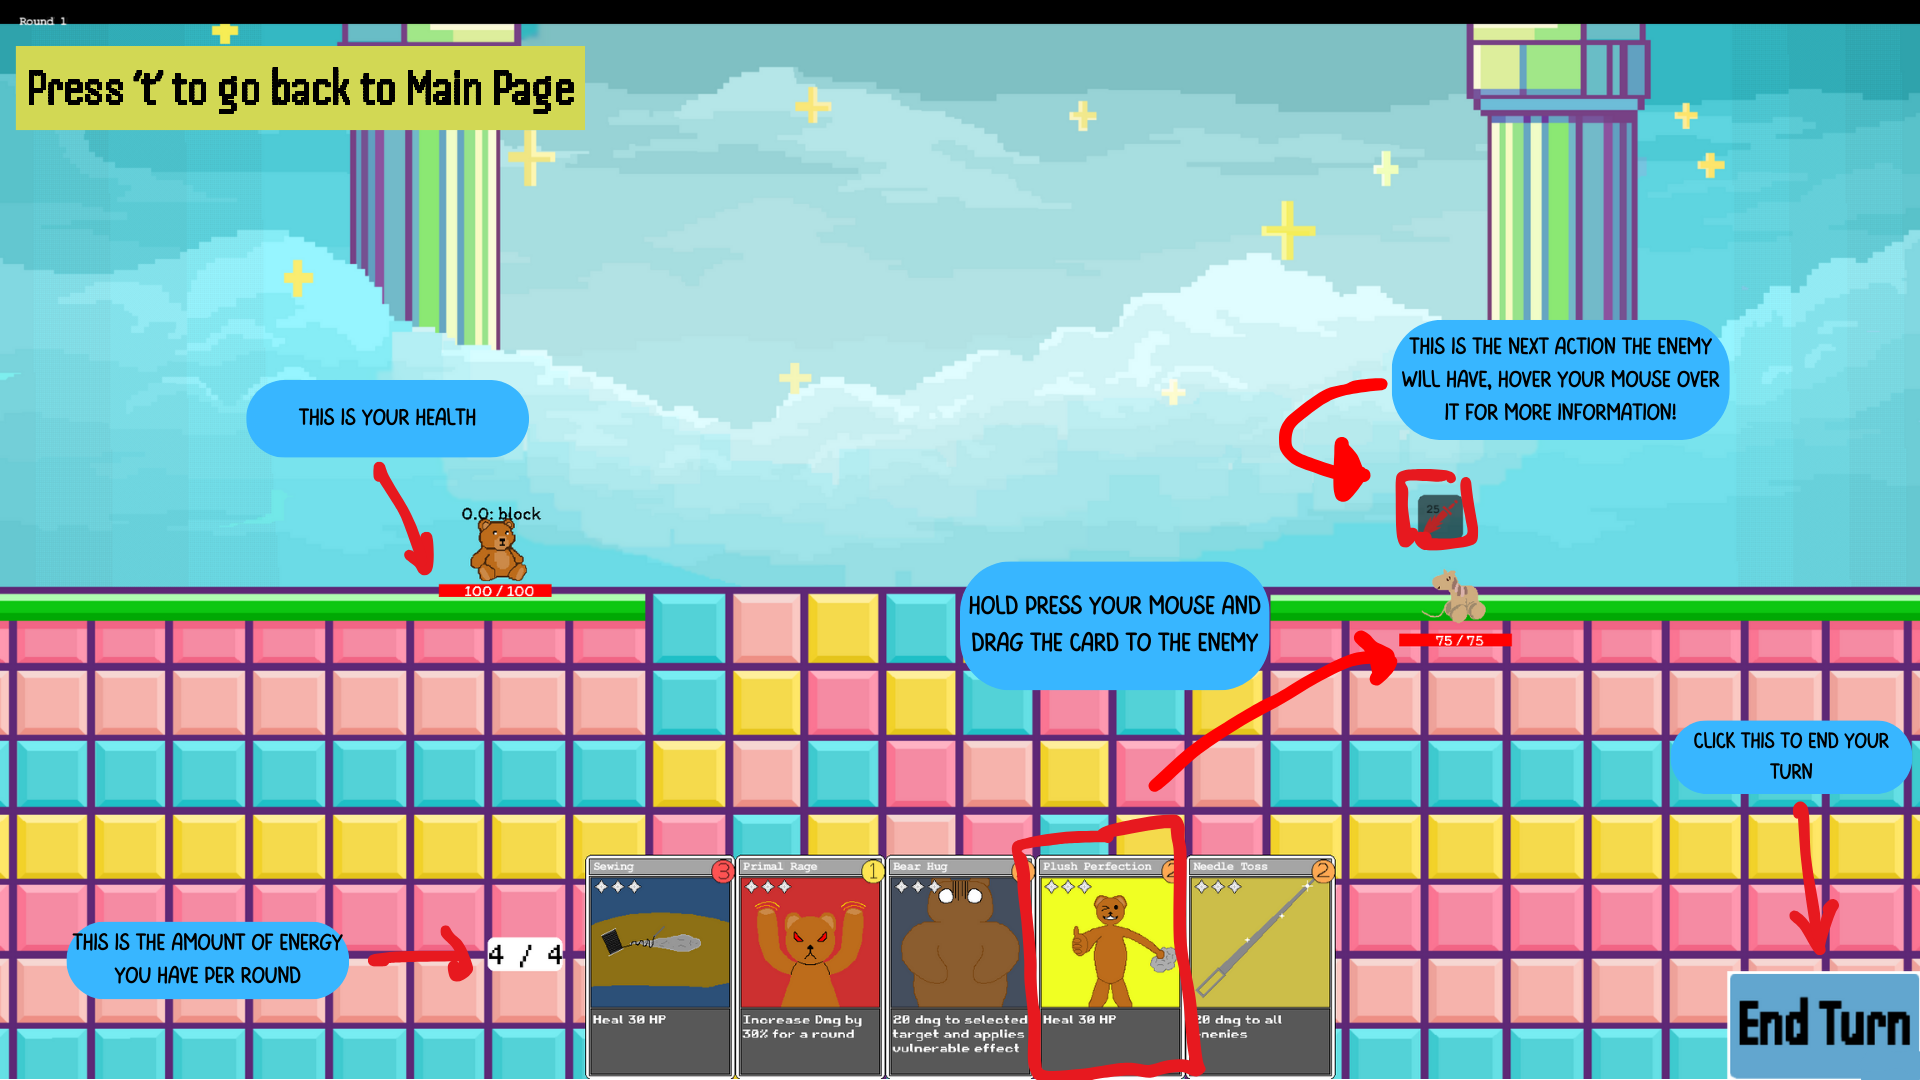 Round 1
Press 't' to go back to Main Page
THIS IS THE NEXT ACTION THE ENEMY
WILL HAVE, HOVER YOUR MOUSE OVER
IT FOR MORE INFORMATION!
THIS IS YOUR HEALTH
0.0: block
100 / 100
25
HOLD PRESS YOUR MOUSE AND
DRAG THE CARD TO THE ENEMY
75 / 75
CLICK THIS TO END YOUR
TURN
THIS IS THE AMOUNT OF ENERGY
YOU HAVE PER ROUND
4 / 4
Sewing
3
Heal 30 HP
Primal Rage
1
Increase Dmg by
30% for a round
Bear Hug
20 dmg to selected
target and applies
vulnerable effect
Plush Perfection
2
Heal 30 HP
Needle Toss
2
20 dmg to all
enemies
End Turn